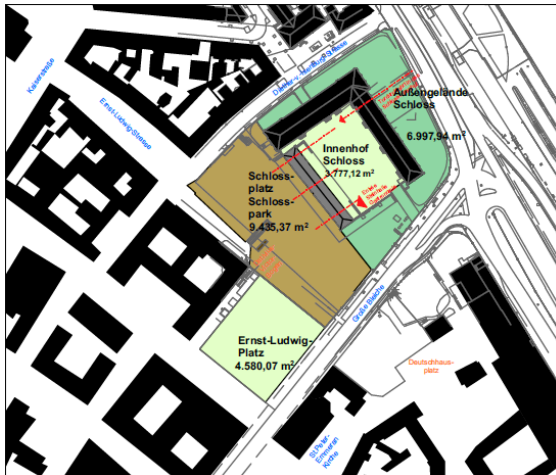 Kaiserstraße
Ernst-Ludwig-Strasse
Außengelände
Schloss
6.997,94 m²
Innenhof
Schloss
3.777,12 m²
Schloss-
platz
Schloss-
park
9.435,37 m²
Große Bleiche
Ernst-Ludwig-
Platz
4.580,07 m²
Deutschhaus-
platz
St.Peter-
Emmeran
Kirche